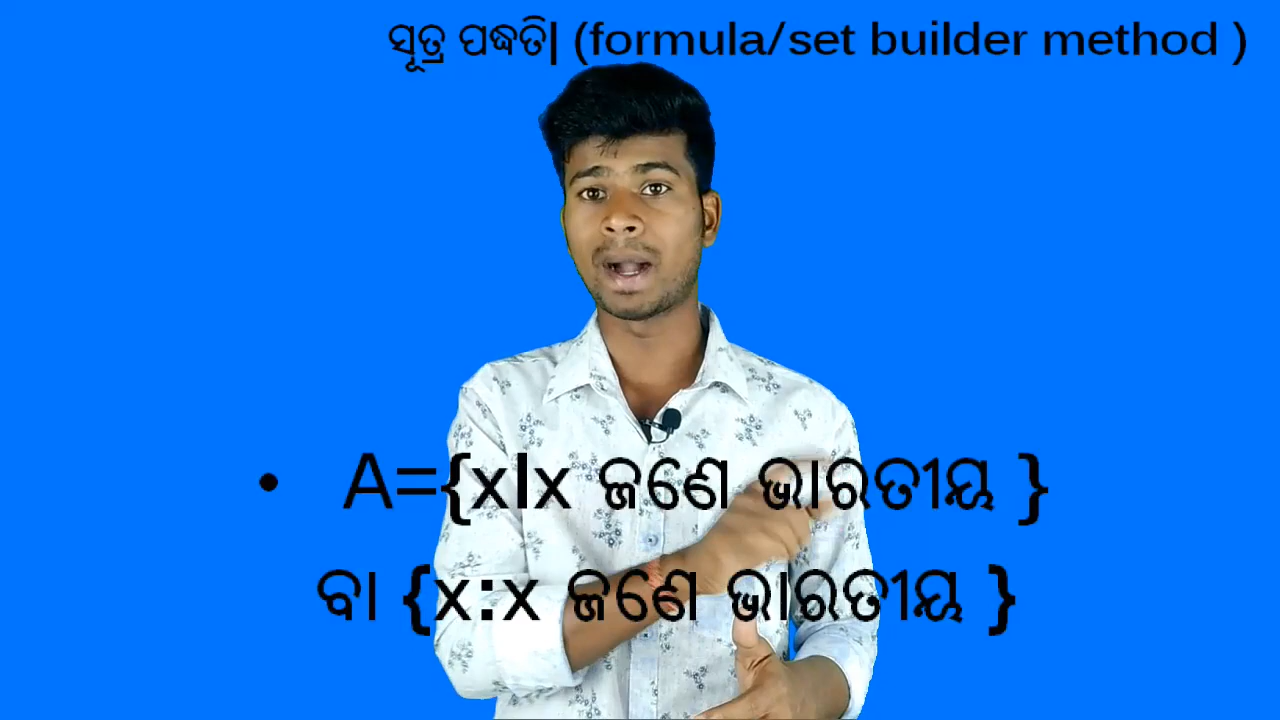 ସୂତ୍ର ପଦ୍ଧତି| (formula/set builder method )
• A={x|x ଜଣେ ଭାରତୀୟ }
ବା {x:x ଜଣେ ଭାରତୀୟ }